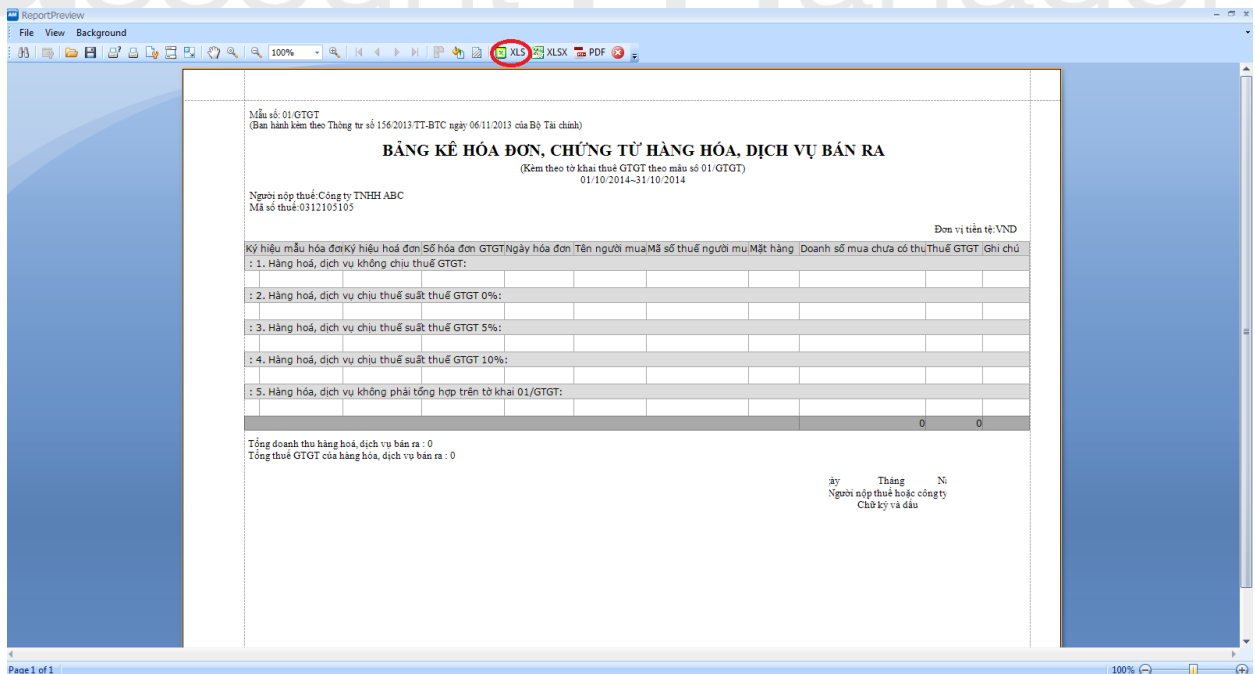 ReportPreview
File View Background
100% XLS XLSX PDF
Mẫu số: 01/GTGT
(Ban hành kèm theo Thông tư số 156/2013/TT-BTC ngày 06/11/2013 của Bộ Tài chính)
BẢNG KÊ HÓA ĐƠN, CHỨNG TỪ HÀNG HÓA, DỊCH VỤ BÁN RA
(Kèm theo tờ khai thuê GTGT theo mâu sô 01/GTGT)
01/10/2014~31/10/2014
Người nộp thuế:Công ty TNHH ABC
Mã số thuế:0312105105
Đơn vị tiền tệ:VND
Ký hiệu mẫu hóa đơn Ký hiệu hoá đơn Số hóa đơn GTGT Ngày hóa đơn Tên người mua Mã số thuế người mu Mặt hàng Doanh số mua chưa có thu Thuế GTGT Ghi chú
: 1. Hàng hoá, dịch vụ không chịu thuế GTGT:
: 2. Hàng hoá, dịch vụ chịu thuế suất thuế GTGT 0%:
: 3. Hàng hoá, dịch vụ chịu thuế suất thuế GTGT 5%:
: 4. Hàng hoá, dịch vụ chịu thuế suất thuế GTGT 10%:
: 5. Hàng hóa, dịch vụ không phải tổng hợp trên tờ khai 01/GTGT:
0 0
Tổng doanh thu hàng hoá, dịch vụ bán ra : 0
Tổng thuế GTGT của hàng hóa, dịch vụ bán ra : 0
gày Tháng Nă
Người nộp thuế hoặc công ty
Chữ ký và dấu
Page 1 of 1 100%